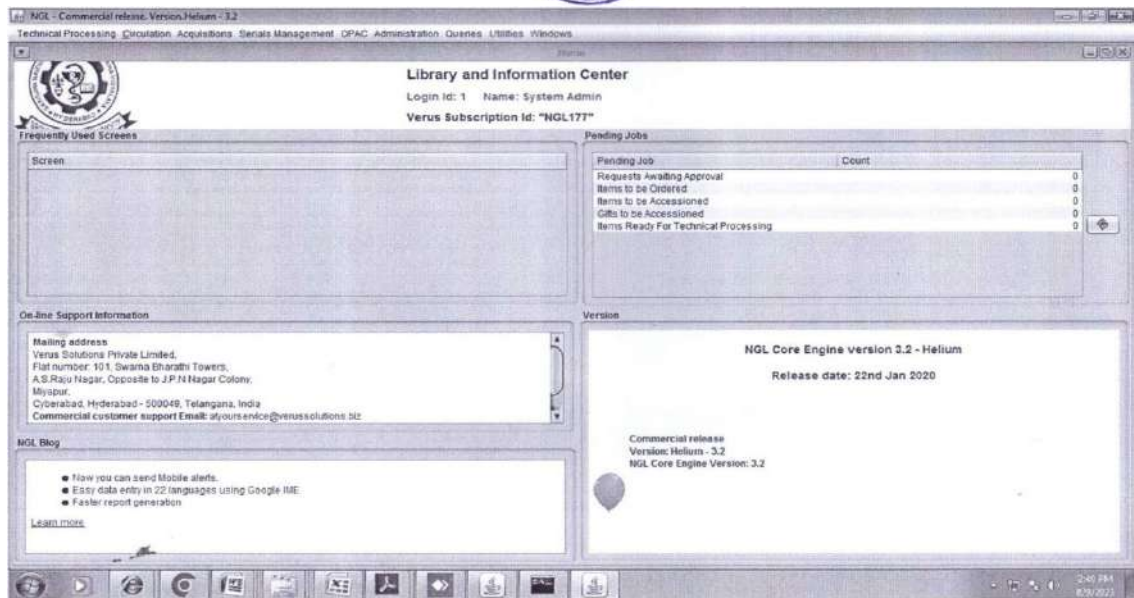 NGL - Commercial release. Version.Helium - 3.2
Technical Processing Circulation Acquisitions Serials Management OPAC Administration Queries Utilities Windows
Home
Library and Information Center
Login Id: 1 Name: System Admin
Verus Subscription Id: "NGL177"
Frequently Used Screens
Screen
Pending Jobs
Pending Job Count
Requests Awaiting Approval 0
Items to be Ordered 0
Items to be Accessioned 0
Gifts to be Accessioned 0
Items Ready For Technical Processing 0
On-line Support Information
Mailing address
Verus Solutions Private Limited,
Flat number: 101, Swarna Bharathi Towers,
A.S.Raju Nagar, Opposite to J.P.N Nagar Colony,
Miyapur,
Cyberabad, Hyderabad - 500049, Telangana, India
Commercial customer support Email: atyourservice@verussolutions.biz
Version
NGL Core Engine version 3.2 - Helium
Release date: 22nd Jan 2020
Commercial release
Version: Helium - 3.2
NGL Core Engine Version: 3.2
NGL Blog
Now you can send Mobile alerts.
Easy data entry in 22 languages using Google IME
Faster report generation
Learn more
2:40 PM
8/9/2023